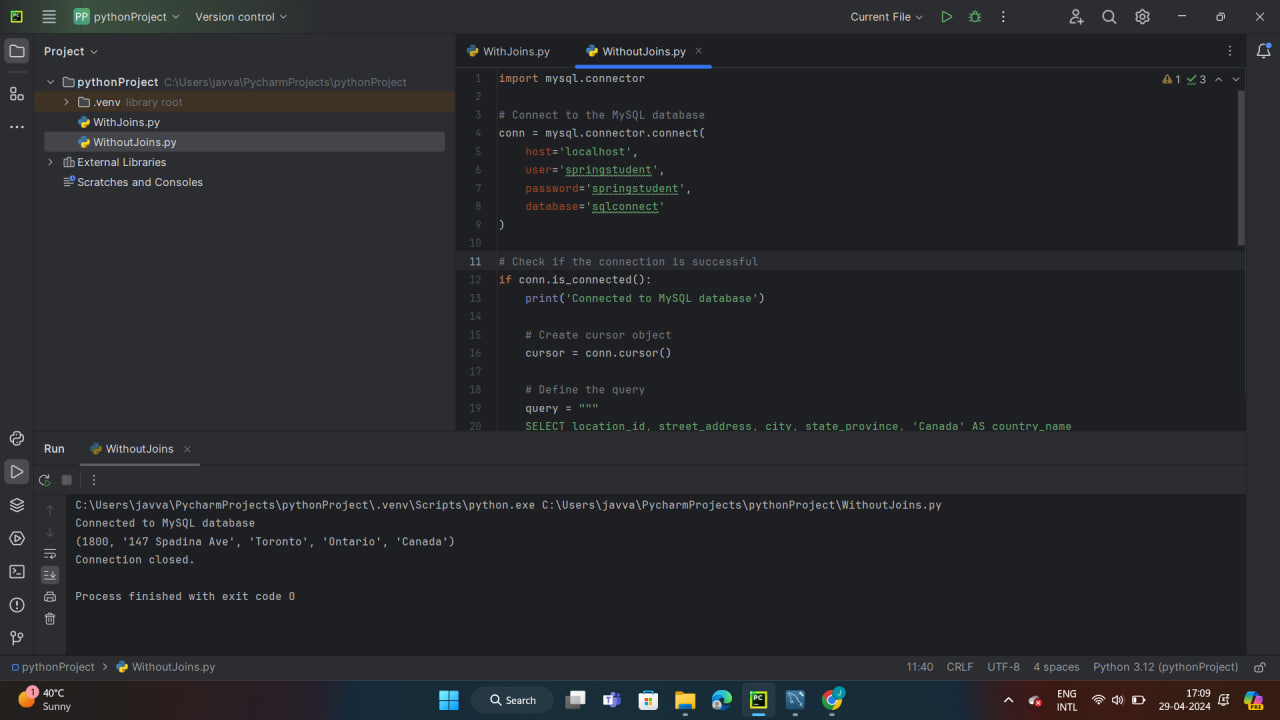 PP pythonProject Version control Current File
Project
pythonProject C:\Users\javva\PycharmProjects\pythonProject
.venv library root
WithJoins.py
WithoutJoins.py
External Libraries
Scratches and Consoles
WithJoins.py WithoutJoins.py
1 3
1 import mysql.connector
2
3 # Connect to the MySQL database
4 conn = mysql.connector.connect(
5 host='localhost',
6 user='springstudent',
7 password='springstudent',
8 database='sqlconnect'
9 )
10
11 # Check if the connection is successful
12 if conn.is_connected():
13 print('Connected to MySQL database')
14
15 # Create cursor object
16 cursor = conn.cursor()
17
18 # Define the query
19 query = """
20 SELECT location_id, street_address, city, state_province, 'Canada' AS country_name
Run WithoutJoins
C:\Users\javva\PycharmProjects\pythonProject\.venv\Scripts\python.exe C:\Users\javva\PycharmProjects\pythonProject\WithoutJoins.py
Connected to MySQL database
(1800, '147 Spadina Ave', 'Toronto', 'Ontario', 'Canada')
Connection closed.
Process finished with exit code 0
pythonProject > WithoutJoins.py 11:40 CRLF UTF-8 4 spaces Python 3.12 (pythonProject)
1 40°C
Sunny
Search
PC
J
ENG
INTL
17:09
29-04-2024
PRE